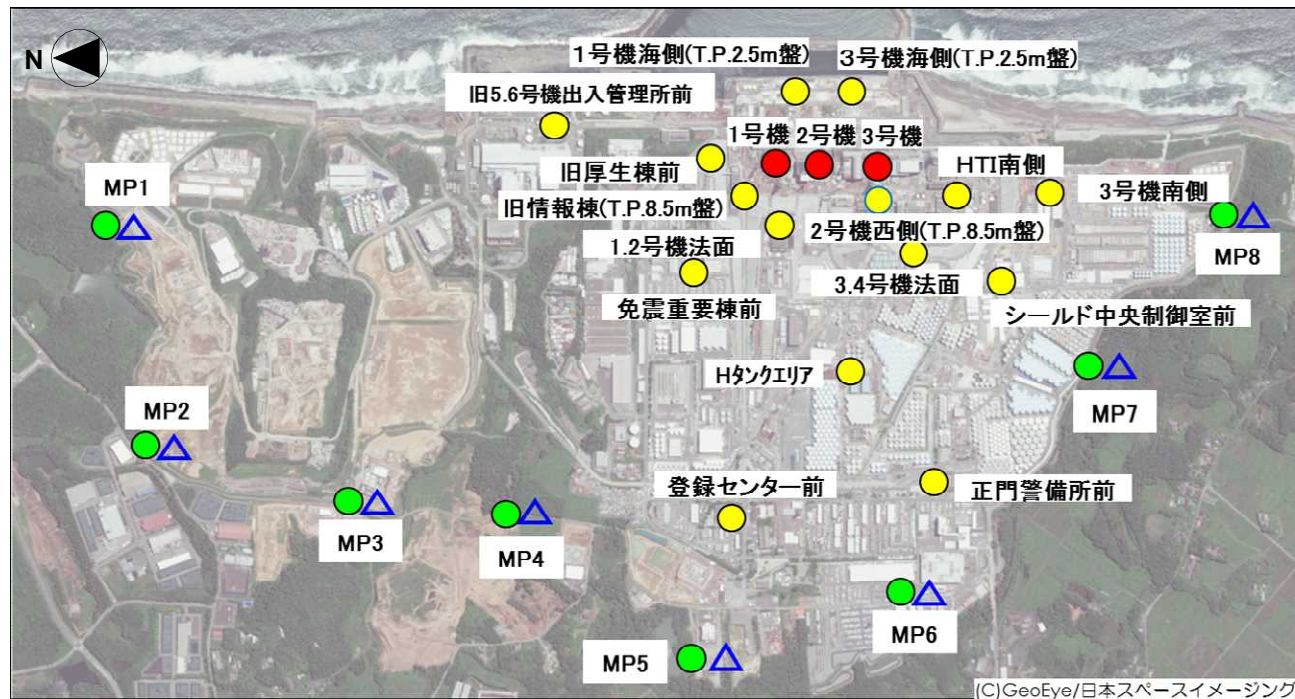 N
1号機海側(T.P.2.5m盤)
3号機海側(T.P.2.5m盤)
旧5.6号機出入管理所前
1号機
2号機
3号機
旧厚生棟前
HTI南側
MP1
3号機南側
旧情報棟(T.P.8.5m盤)
2号機西側(T.P.8.5m盤)
1.2号機法面
MP8
3.4号機法面
免震重要棟前
シールド中央制御室前
Hタンクエリア
MP2
MP7
登録センター前
正門警備所前
MP3
MP4
MP6
MP5
(C)GeoEye/日本スペースイメージング